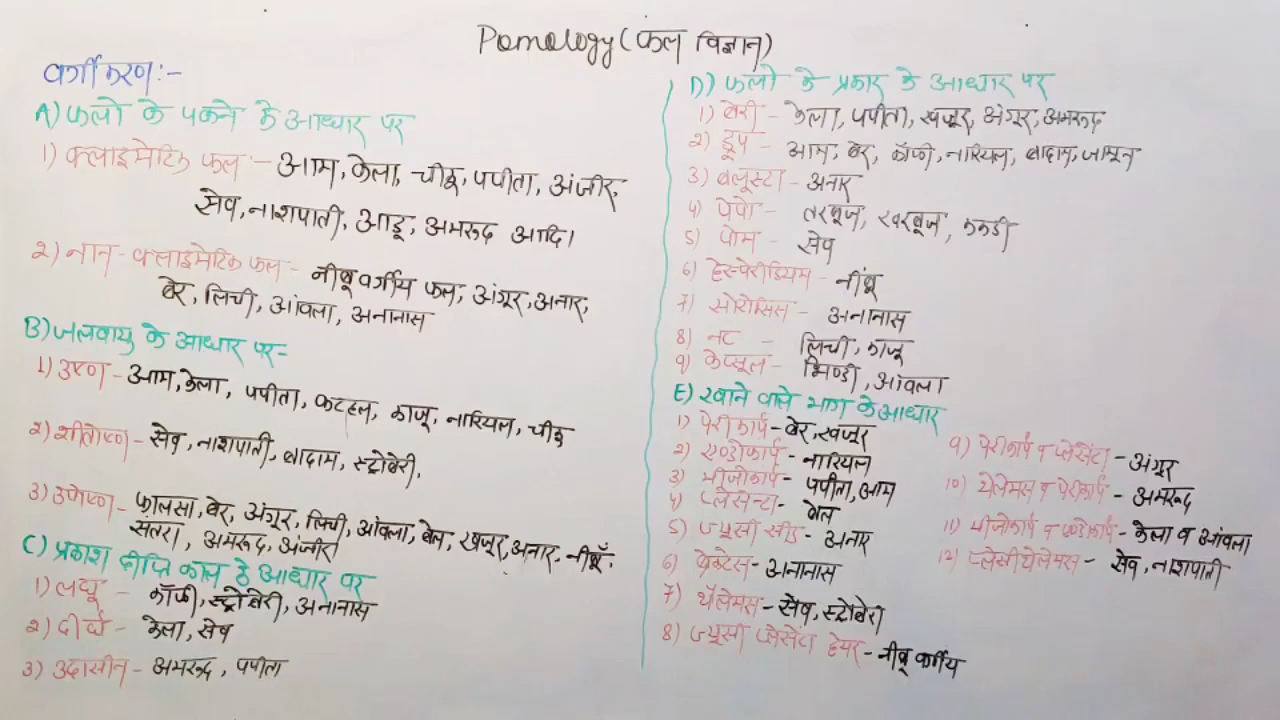 Pomology (फल विज्ञान)
वर्गीकरण:-
A) फलो के पकने के आधार पर
1) क्लाइमेटिक फल:- आम, केला, चीकू, पपीता, अंजीर,
सेव, नाशपाती, आडू, अमरूद आदि।
2) नान-क्लाइमेटिक फल - नीबू वर्गीय फल, अंगूर, अनार,
बेर, लिची, आंवला, अनानास
B) जलवायु के आधार पर-
1) उष्ण - आम, केला, पपीता, कटहल, काजू, नारियल, चीकू
2) शीतोष्ण - सेव, नाशपाती, बादाम, स्ट्रोबेरी,
3) उपोष्ण - फालसा, बेर, अंगूर, लिची, आंवला, बेल, खजूर, अनार, नीबूँ.
संतरा, अमरूद, अंजीर
C) प्रकाश दीप्ति काल के आधार पर
1) लघू - कॉफी, स्ट्रोबेरी, अनानास
2) दीर्घ - केला, सेव
3) उदासीन - अमरूद, पपीता
D) फलो के प्रकार के आधार पर
1) बेरी - केला, पपीता, खजूर, अंगूर, अमरूद
2) ड्रूप - आम, बेर, कॉफी, नारियल, बादाम, जामून
3) बलूस्टा - अनार
4) पेपो - तरबूज, खरबूज, ककडी
5) पोम - सेव
6) हेस्पेरीडियम - नींबू
7) सोरोसिस - अनानास
8) नट - लिची, काजू
9) केप्सूल - भिण्डी, आंवला
E) खाने वाले भाग के आधार
1) पेरीकार्प - बेर, खजूर
2) एण्डोकार्प - नारियल
3) मीजोकार्प - पपीता, आम
4) प्लेसेन्टा - बेल
5) ज्यूसी सीड - अनार
6) ब्रेक्टेस - अनानास
7) थैलेमस - सेव, स्ट्रोबेरी
8) ज्यूसी प्लेसेंटा हेयर - नीबू वर्गीय
9) पेरीकार्प व प्लेसेंटा - अंगूर
10) थेलेमस व पेरीकार्प - अमरूद
11) मीजोकार्प व एण्डोकार्प - केला व आंवला
12) प्लेसीथेलेमस - सेव, नाशपाती